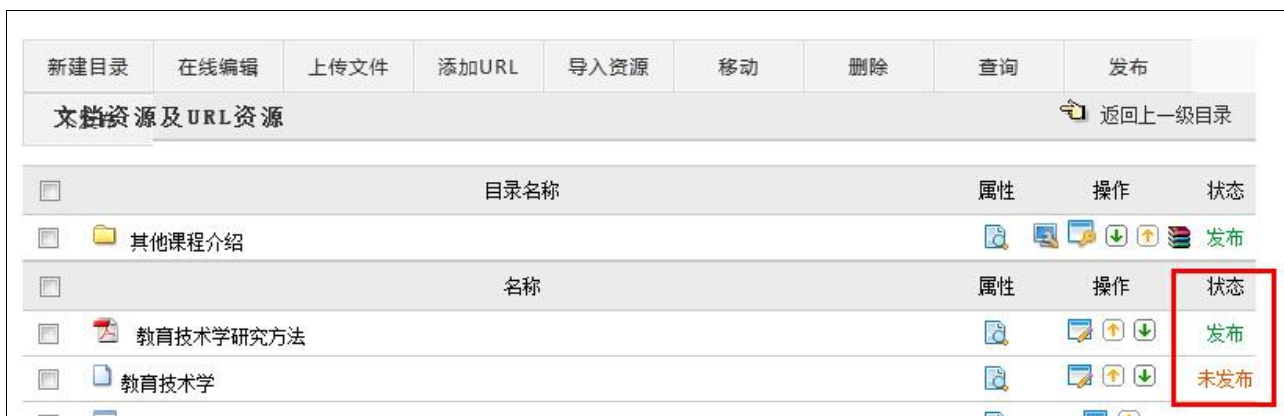 新建目录 在线编辑 上传文件 添加URL 导入资源 移动 删除 查询 发布
文档资源及URL资源 返回上一级目录
目录名称 属性 操作 状态
其他课程介绍 发布
名称 属性 操作 状态
教育技术学研究方法 发布
教育技术学 未发布